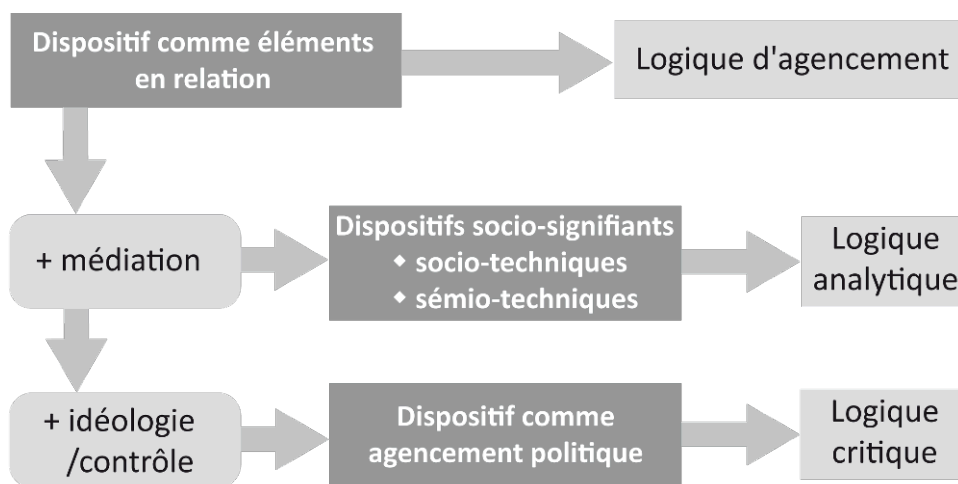 Dispositif comme éléments
en relation
Logique d'agencement
+ médiation
Dispositifs socio-signifiants
◆ socio-techniques
◆ sémio-techniques
Logique
analytique
+ idéologie
/contrôle
Dispositif comme
agencement politique
Logique
critique